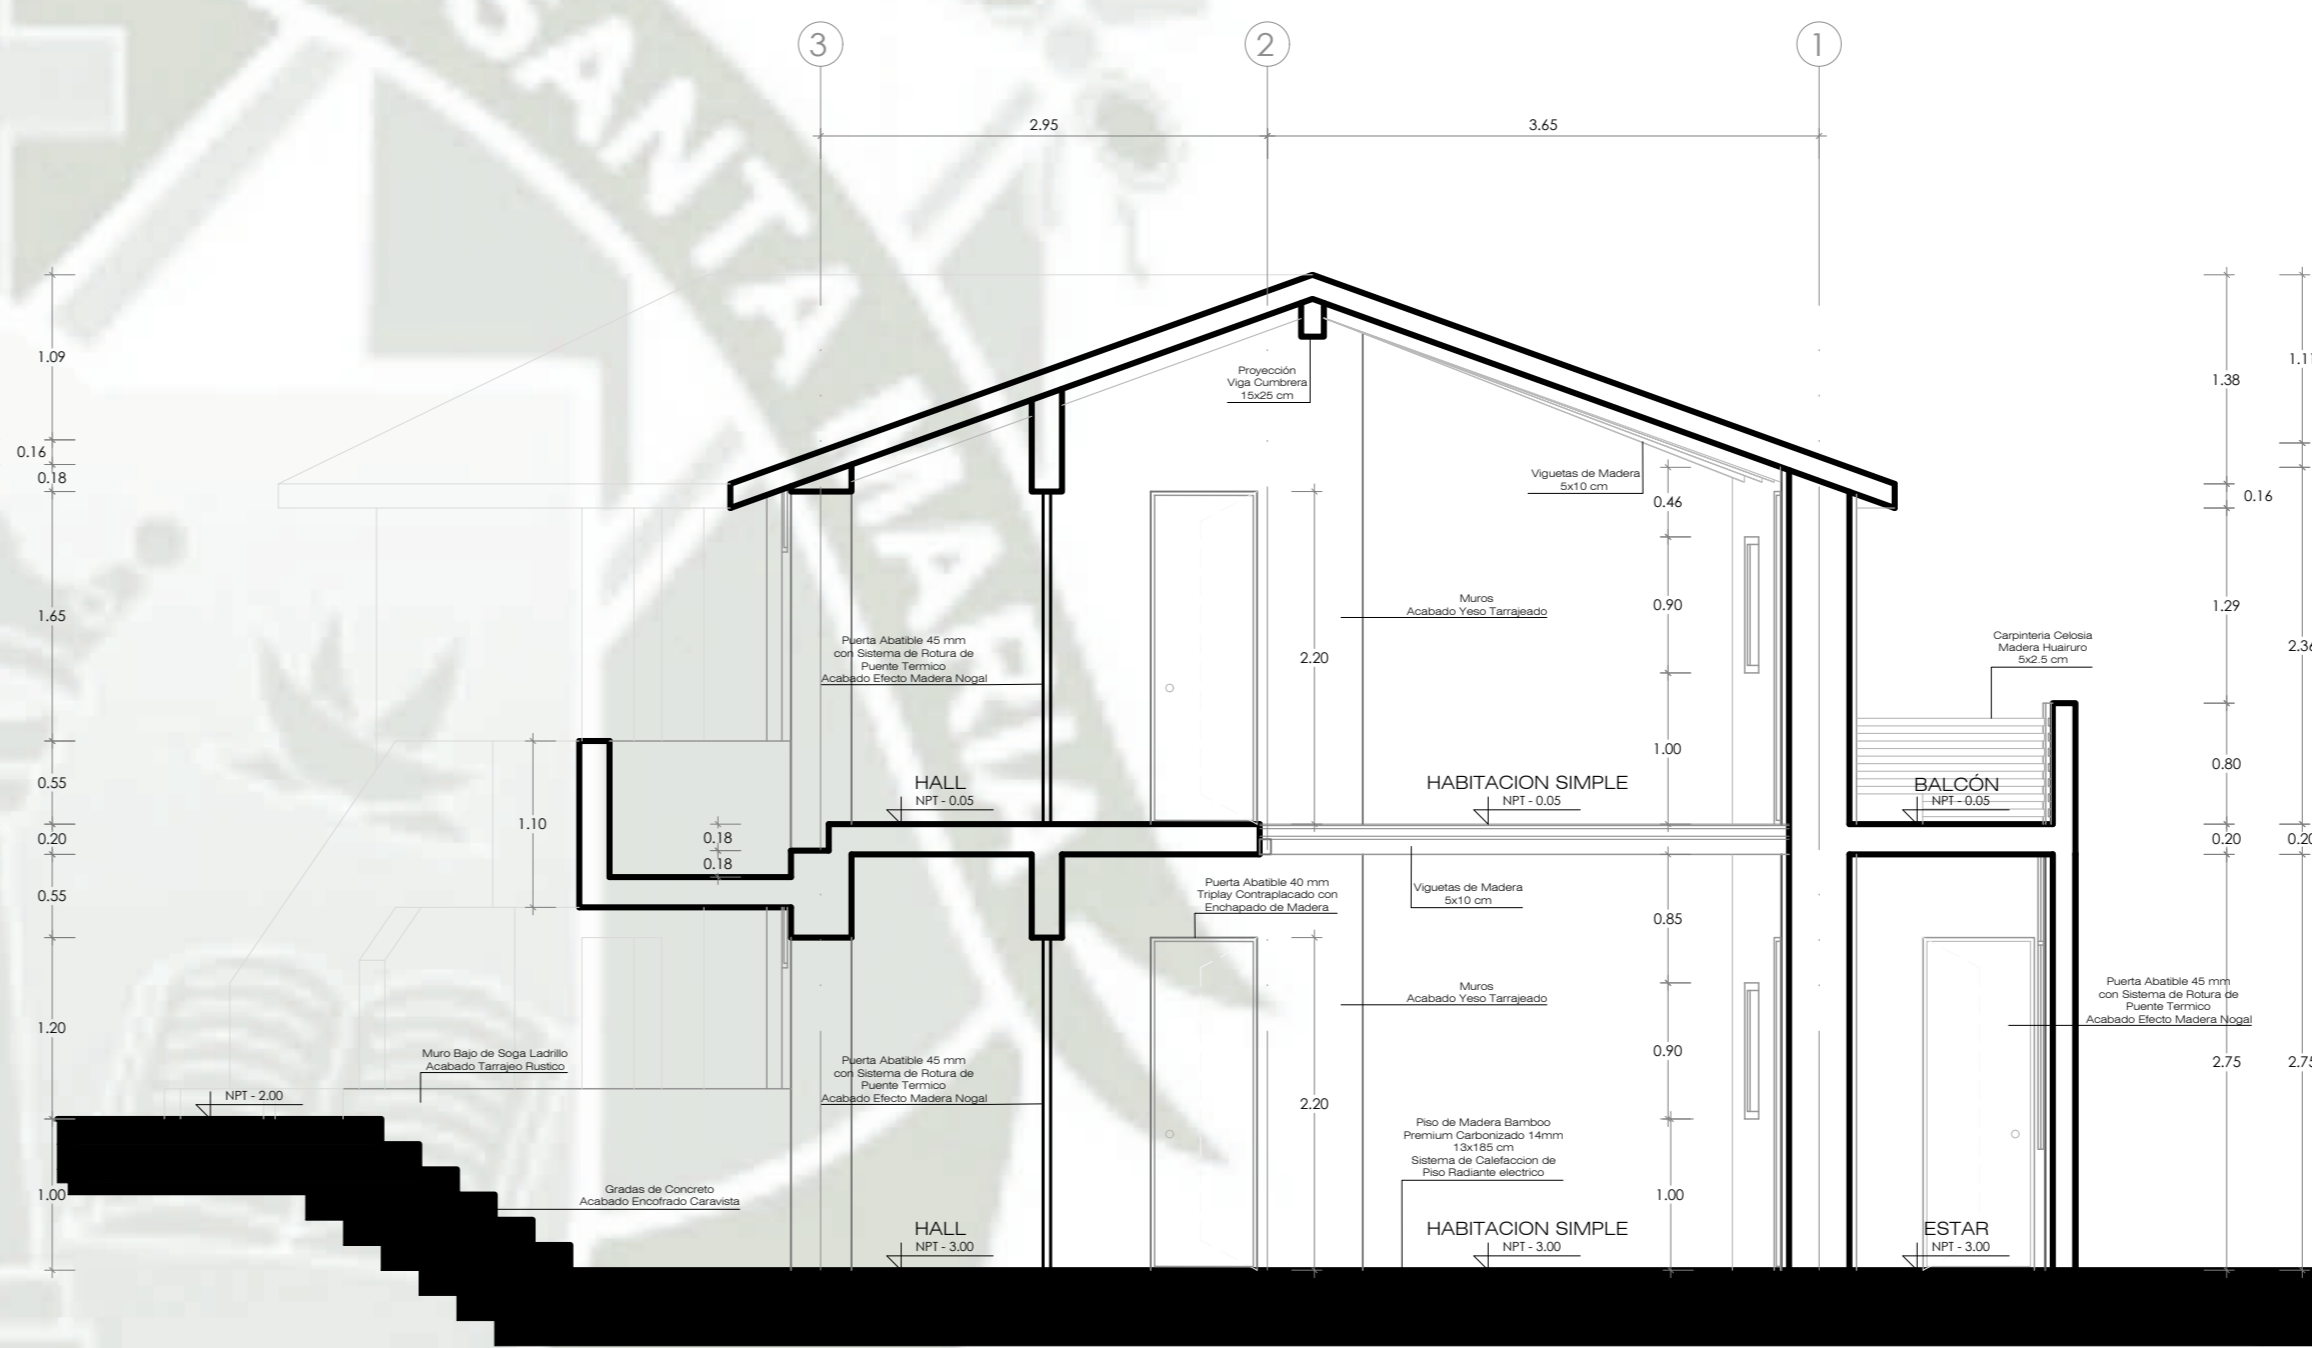 SANTA MARIA
3
2
1
2.95
3.65
1.09
0.16
0.18
1.65
0.55
0.20
0.55
1.20
1.00
1.10
0.18
0.18
Proyección
Viga Cumbrera
15x25 cm
Viguetas de Madera
5x10 cm
0.46
0.90
1.00
Muros
Acabado Yeso Tarrajeado
2.20
Puerta Abatible 45 mm
con Sistema de Rotura de
Puente Termico
Acabado Efecto Madera Nogal
HALL
NPT - 0.05
HABITACION SIMPLE
NPT - 0.05
BALCÓN
NPT - 0.05
Carpinteria Celosia
Madera Huairuro
5x2.5 cm
1.38
0.16
1.29
0.80
0.20
2.75
1.11
2.36
0.20
2.75
Puerta Abatible 40 mm
Triplay Contraplacado con
Enchapado de Madera
Viguetas de Madera
5x10 cm
0.85
0.90
1.00
Muros
Acabado Yeso Tarrajeado
2.20
Puerta Abatible 45 mm
con Sistema de Rotura de
Puente Termico
Acabado Efecto Madera Nogal
Puerta Abatible 45 mm
con Sistema de Rotura de
Puente Termico
Acabado Efecto Madera Nogal
Muro Bajo de Soga Ladrillo
Acabado Tarrajeo Rustico
NPT - 2.00
Gradas de Concreto
Acabado Encofrado Caravista
Piso de Madera Bamboo
Premium Carbonizado 14mm
13x185 cm
Sistema de Calefaccion de
Piso Radiante electrico
HALL
NPT - 3.00
HABITACION SIMPLE
NPT - 3.00
ESTAR
NPT - 3.00